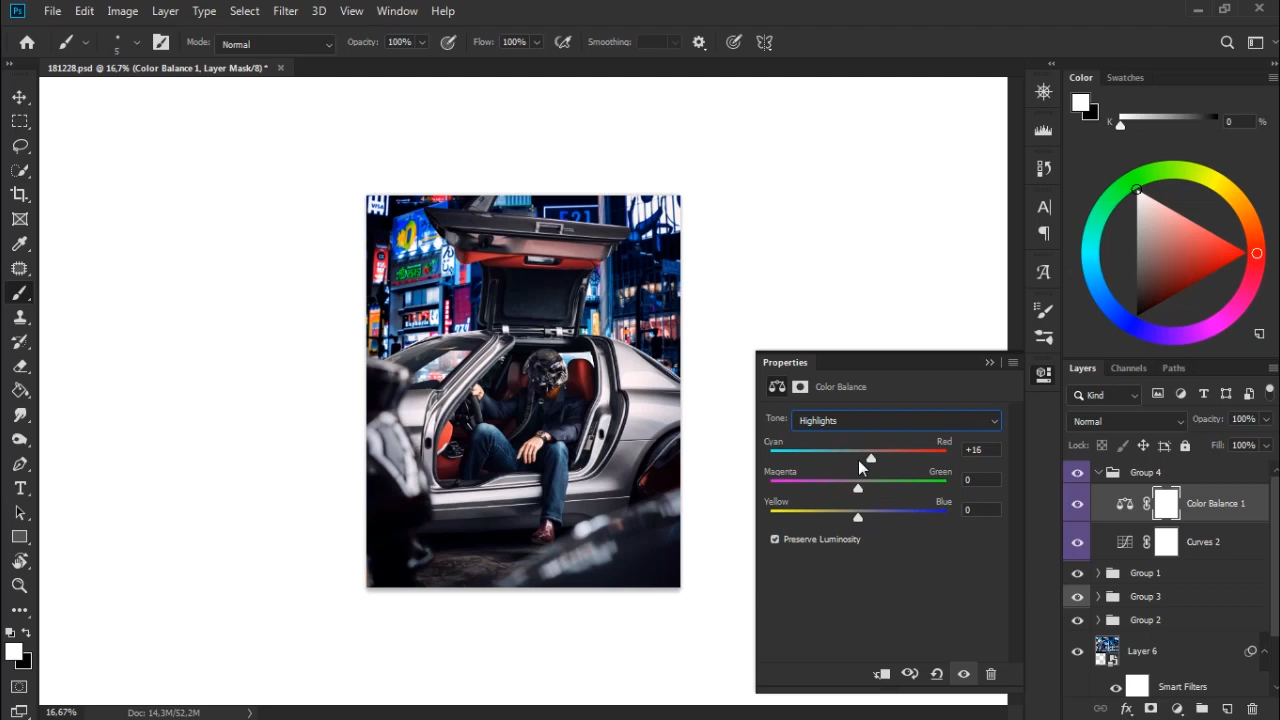 Ps File Edit Image Layer Type Select Filter 3D View Window Help
5 Mode: Normal Opacity: 100% Flow: 100% Smoothing:
181228.psd @ 16,7% (Color Balance 1, Layer Mask/8) *
Color Swatches
K 0 %
VISA
521
Properties
Color Balance
Tone: Highlights
Cyan Red +16
Magenta Green 0
Yellow Blue 0
Preserve Luminosity
Layers Channels Paths
Kind
Normal Opacity: 100%
Lock: Fill: 100%
Group 4
Color Balance 1
Curves 2
Group 1
Group 3
Group 2
Layer 6
Smart Filters
16,67% Doc: 14,3M/52,2M